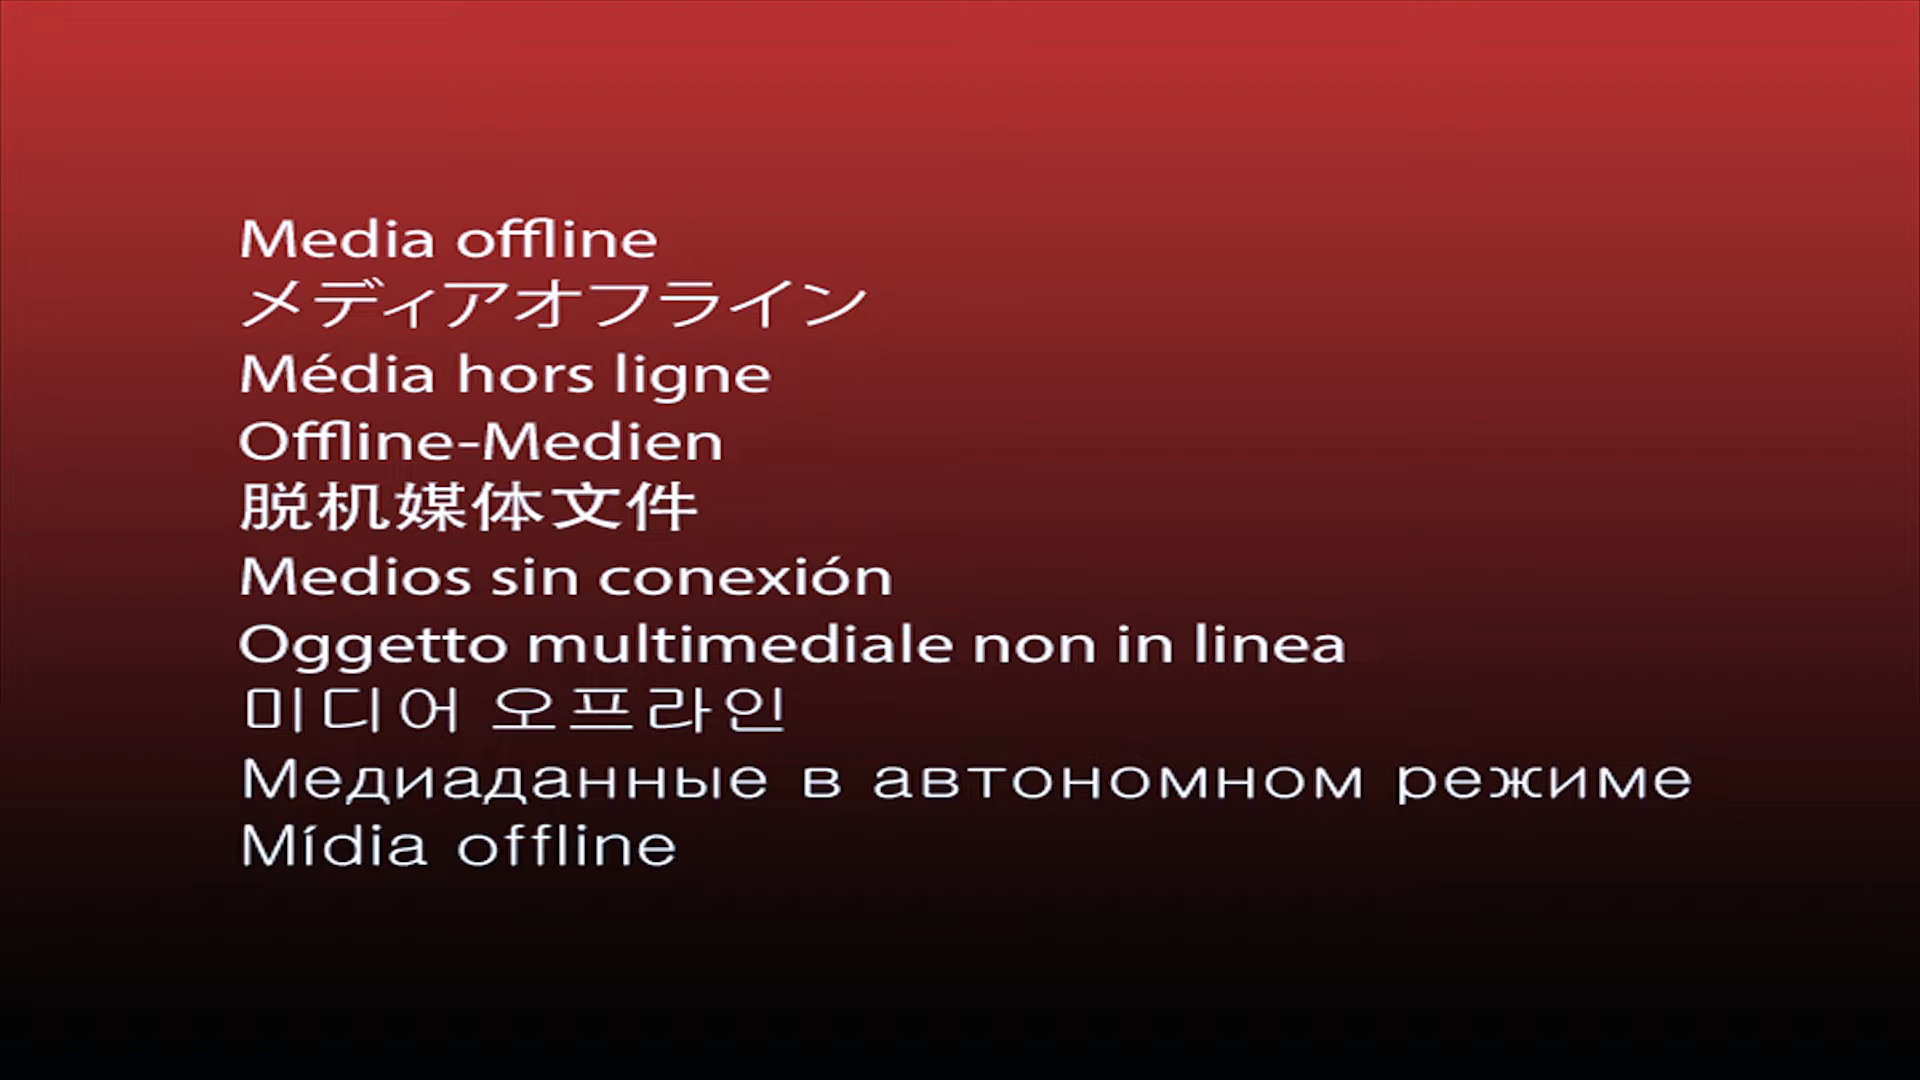 Media offline
メディアオフライン
Média hors ligne
Offline-Medien
脱机媒体文件
Medios sin conexión
Oggetto multimediale non in linea
미디어 오프라인
Медиаданные в автономном режиме
Mídia offline